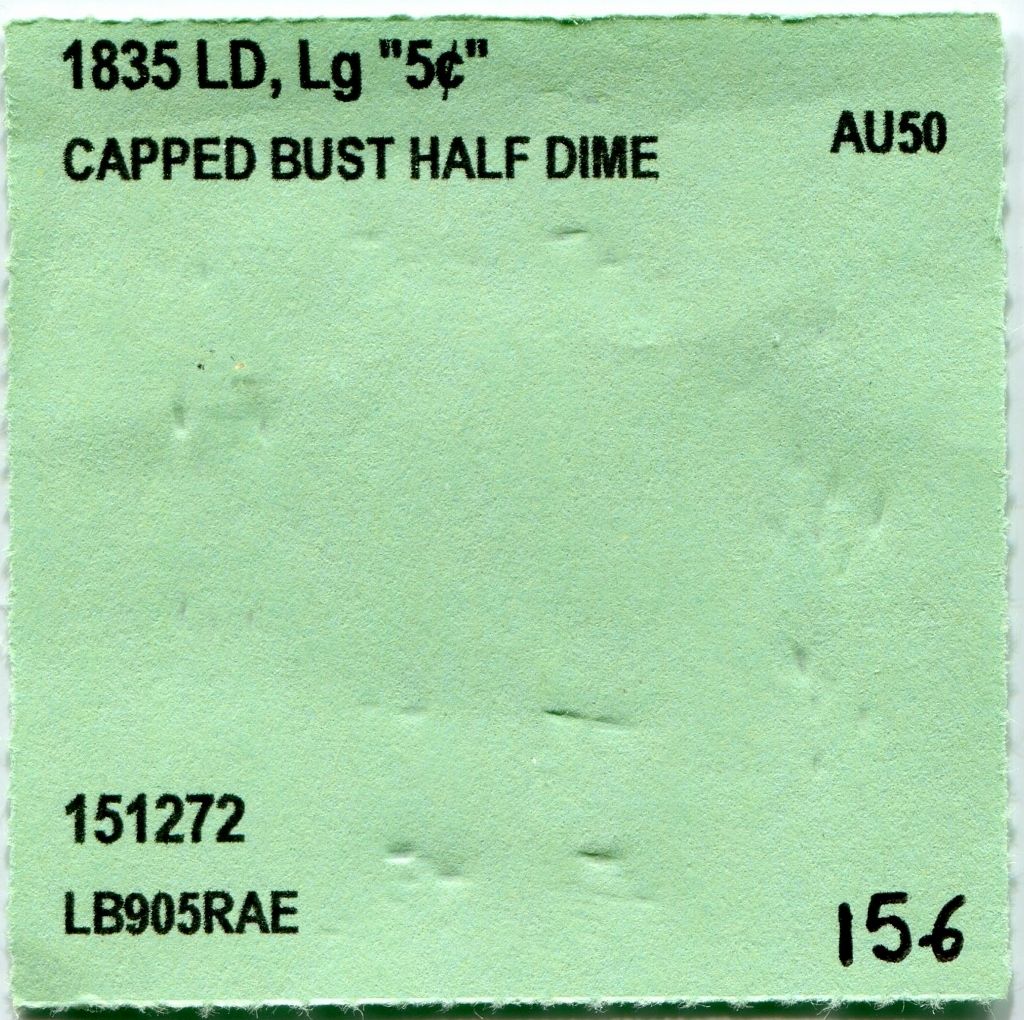 1835 LD, Lg "5¢"
AU50
CAPPED BUST HALF DIME
151272
LB905RAE
156